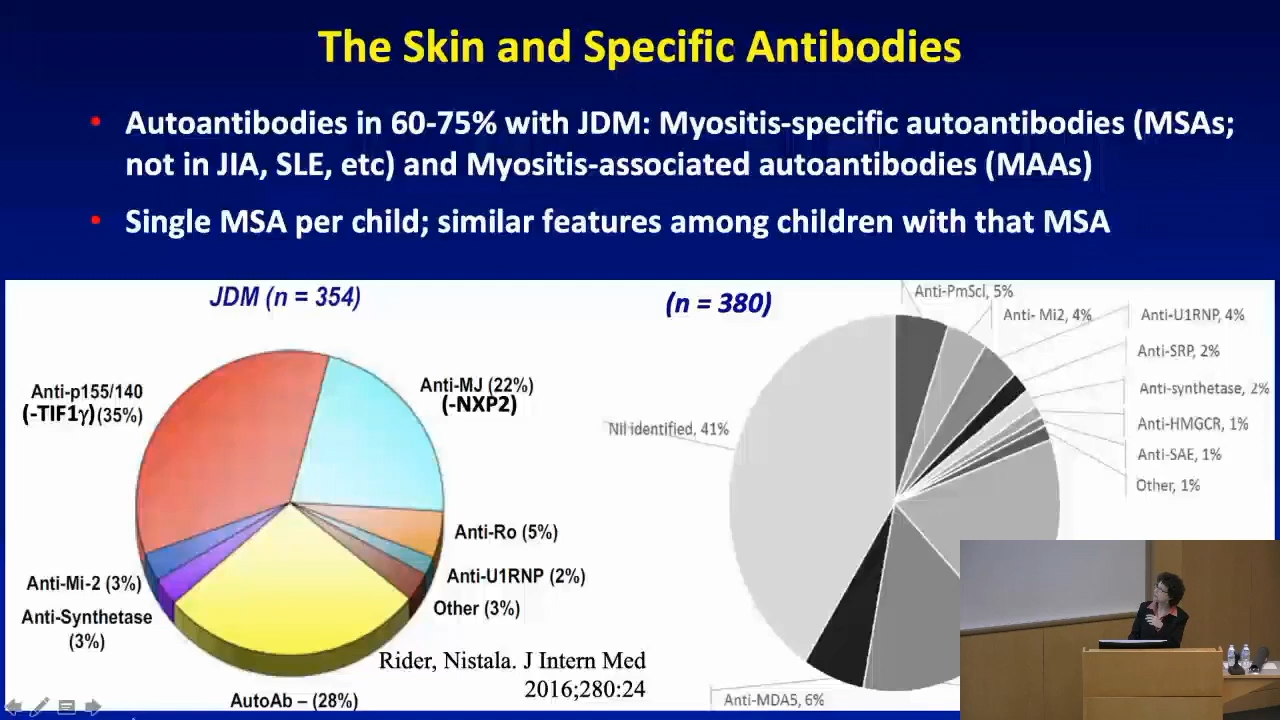 The Skin and Specific Antibodies
• Autoantibodies in 60-75% with JDM: Myositis-specific autoantibodies (MSAs;
not in JIA, SLE, etc) and Myositis-associated autoantibodies (MAAs)
• Single MSA per child; similar features among children with that MSA
JDM (n = 354)
Anti-p155/140
(-TIF1γ)(35%)
Anti-MJ (22%)
(-NXP2)
Anti-Ro (5%)
Anti-U1RNP (2%)
Other (3%)
Anti-Mi-2 (3%)
Anti-Synthetase
(3%)
AutoAb – (28%)
Rider, Nistala. J Intern Med
2016;280:24
(n = 380)
Anti-PmScl, 5%
Anti- Mi2, 4%
Anti-U1RNP, 4%
Anti-SRP, 2%
Anti-synthetase, 2%
Anti-HMGCR, 1%
Anti-SAE, 1%
Other, 1%
Nil identified, 41%
Anti-MDA5, 6%